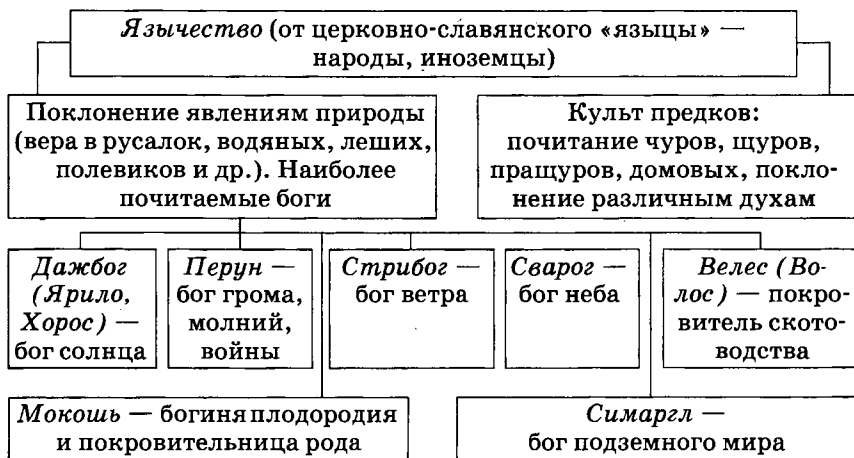 Язычество (от церковно-славянского «языцы» —
народы, иноземцы)
Поклонение явлениям природы
(вера в русалок, водяных, леших,
полевиков и др.). Наиболее
почитаемые боги
Культ предков:
почитание чуров, щуров,
пращуров, домовых, покло-
нение различным духам
Дажбог
(Ярило,
Хорос) —
бог солнца
Перун —
бог грома,
молний,
войны
Стрибог —
бог ветра
Сварог —
бог неба
Велес (Во-
лос) — пок-
ровитель ското-
водства
Мокошь — богиня плодородия
и покровительница рода
Симаргл —
бог подземного мира